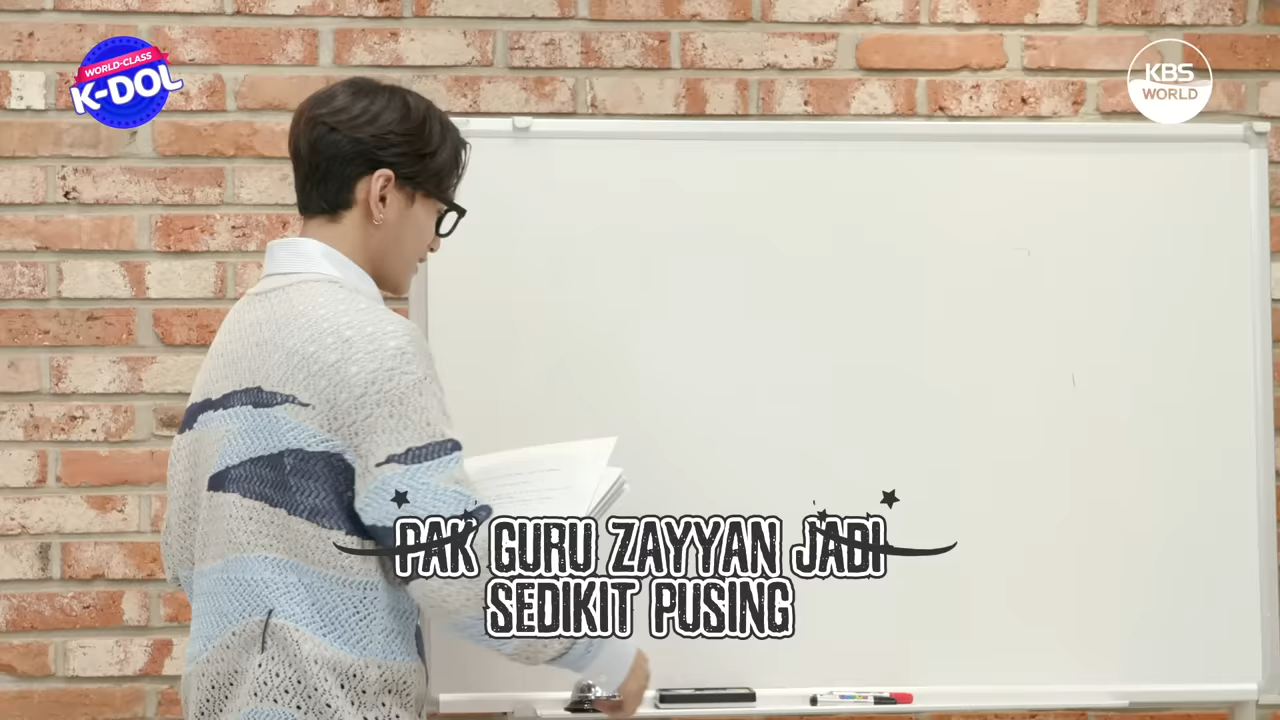 WORLD-CLASS
K-DOL
KBS
WORLD
PAK GURU ZAYYAN JADI
SEDIKIT PUSING